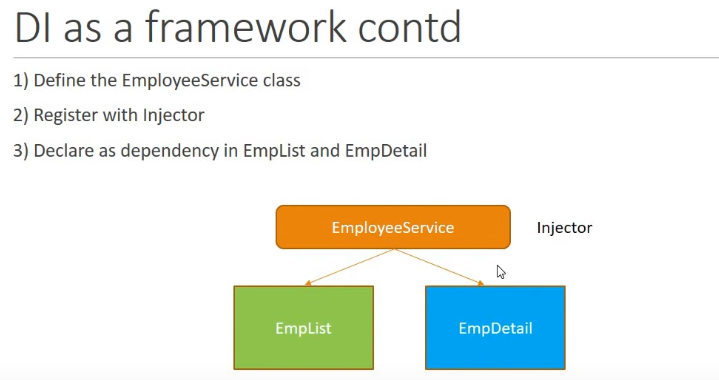 DI as a framework contd
1) Define the EmployeeService class
2) Register with Injector
3) Declare as dependency in EmpList and EmpDetail
EmployeeService
Injector
EmpList
EmpDetail